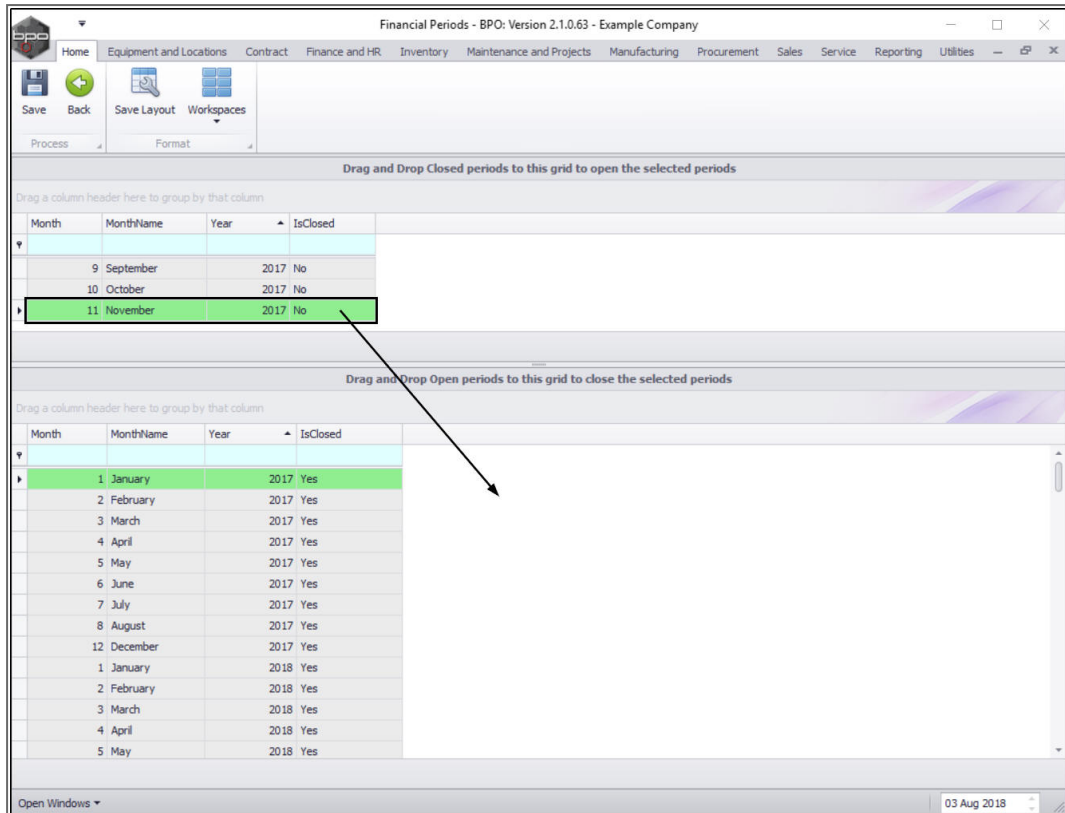 Financial Periods - BPO: Version 2.1.0.63 - Example Company
bpo
Home Equipment and Locations Contract Finance and HR Inventory Maintenance and Projects Manufacturing Procurement Sales Service Reporting Utilities
Save Back Save Layout Workspaces
Process Format
Drag and Drop Closed periods to this grid to open the selected periods
Drag a column header here to group by that column
Month MonthName Year IsClosed
9 September 2017 No
10 October 2017 No
11 November 2017 No
Drag and Drop Open periods to this grid to close the selected periods
Drag a column header here to group by that column
Month MonthName Year IsClosed
1 January 2017 Yes
2 February 2017 Yes
3 March 2017 Yes
4 April 2017 Yes
5 May 2017 Yes
6 June 2017 Yes
7 July 2017 Yes
8 August 2017 Yes
12 December 2017 Yes
1 January 2018 Yes
2 February 2018 Yes
3 March 2018 Yes
4 April 2018 Yes
5 May 2018 Yes
Open Windows 03 Aug 2018